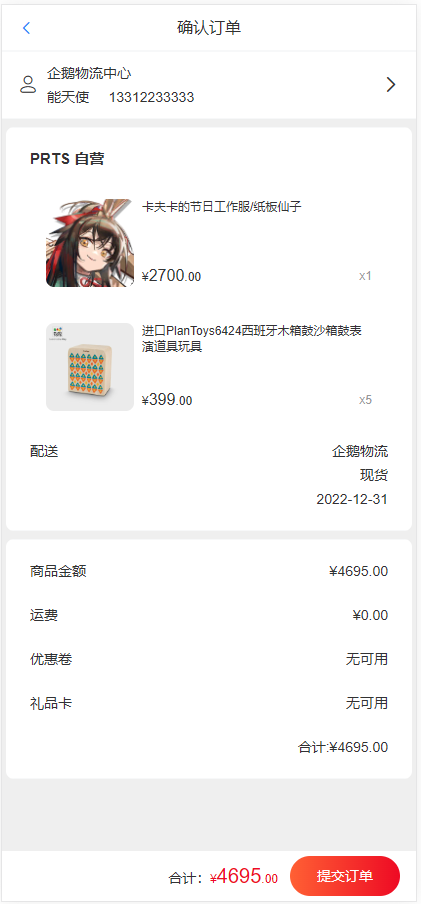 确认订单
企鹅物流中心
能天使 13312233333
PRTS 自营
卡夫卡的节日工作服/纸板仙子
¥2700.00 x1
进口PlanToys6424西班牙木箱鼓沙箱鼓表
演道具玩具
¥399.00 x5
配送 企鹅物流
现货
2022-12-31
商品金额 ¥4695.00
运费 ¥0.00
优惠卷 无可用
礼品卡 无可用
合计:¥4695.00
合计：¥4695.00 提交订单